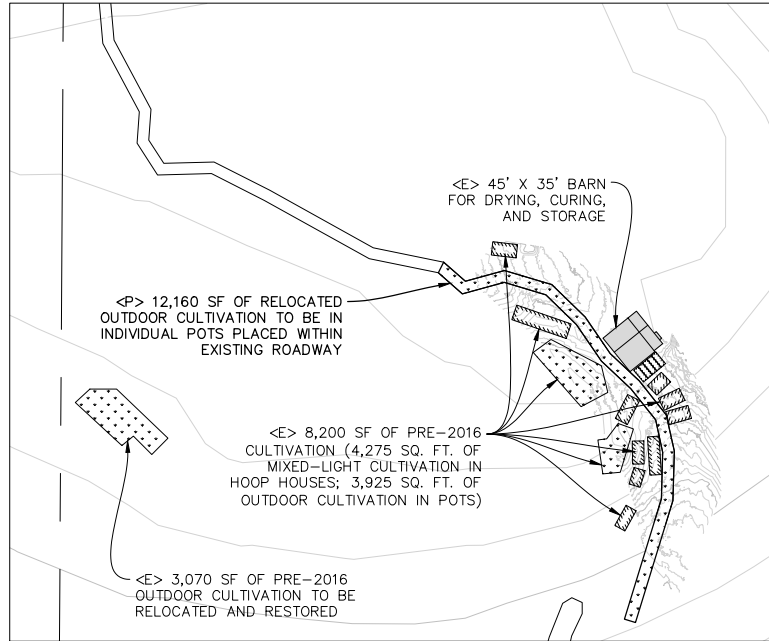 <E> 45' X 35' BARN
FOR DRYING, CURING,
AND STORAGE
<P> 12,160 SF OF RELOCATED
OUTDOOR CULTIVATION TO BE IN
INDIVIDUAL POTS PLACED WITHIN
EXISTING ROADWAY
<E> 8,200 SF OF PRE-2016
CULTIVATION (4,275 SQ. FT. OF
MIXED-LIGHT CULTIVATION IN
HOOP HOUSES; 3,925 SQ. FT. OF
OUTDOOR CULTIVATION IN POTS)
<E> 3,070 SF OF PRE-2016
OUTDOOR CULTIVATION TO BE
RELOCATED AND RESTORED